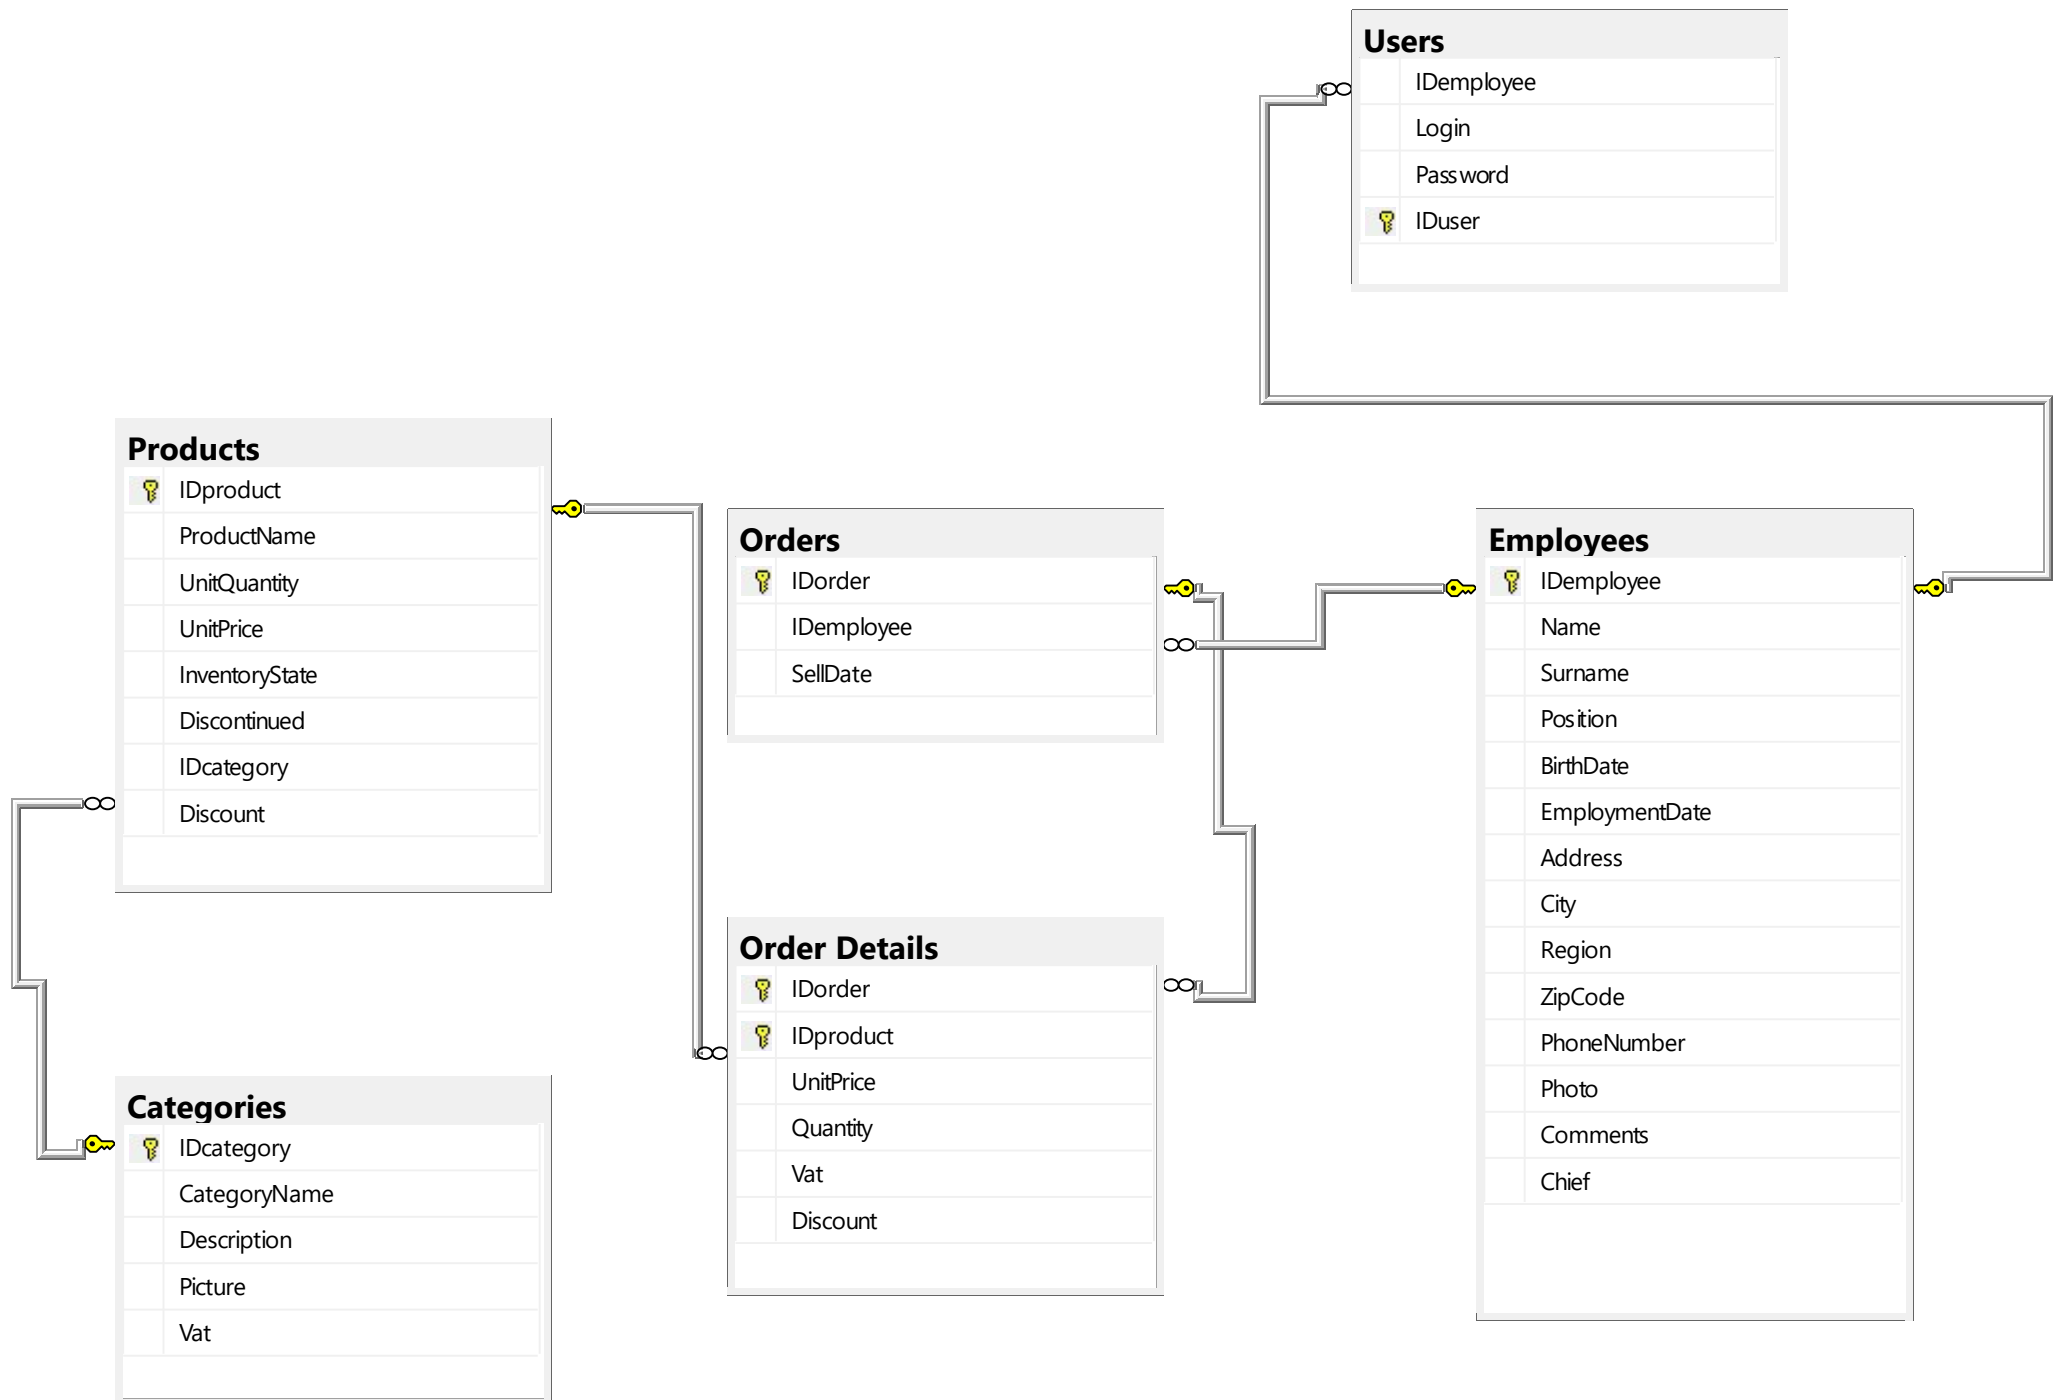 Users
IDemployee
Login
Password
IDuser
Products
IDproduct
ProductName
UnitQuantity
UnitPrice
InventoryState
Discontinued
IDcategory
Discount
Orders
IDorder
IDemployee
SellDate
Employees
IDemployee
Name
Surname
Position
BirthDate
EmploymentDate
Address
City
Region
ZipCode
PhoneNumber
Photo
Comments
Chief
Order Details
IDorder
IDproduct
UnitPrice
Quantity
Vat
Discount
Categories
IDcategory
CategoryName
Description
Picture
Vat